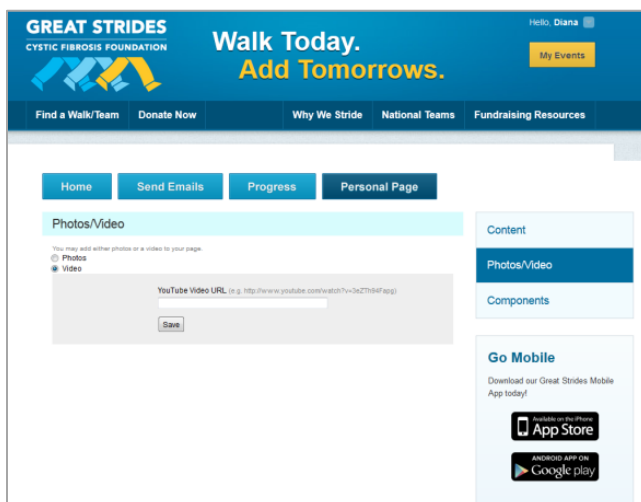 GREAT STRIDES
CYSTIC FIBROSIS FOUNDATION
Walk Today.
Add Tomorrows.
Hello, Diana
My Events
Find a Walk/Team
Donate Now
Why We Stride
National Teams
Fundraising Resources
Home
Send Emails
Progress
Personal Page
Photos/Video
You may add either photos or a video to your page.
Photos
Video
YouTube Video URL (e.g. http://www.youtube.com/watch?v=3eZTh94Fapg)
Save
Content
Photos/Video
Components
Go Mobile
Download our Great Strides Mobile
App today!
Available on the iPhone
App Store
ANDROID APP ON
Google play